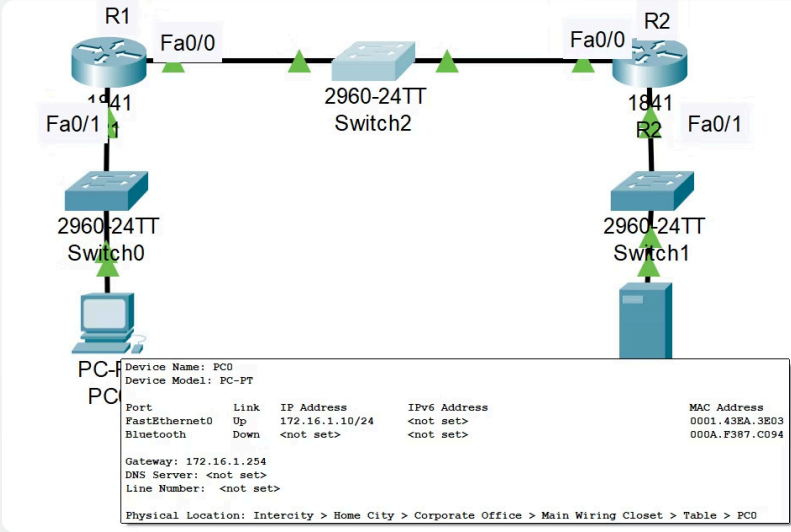 R1
R2
Fa0/0
Fa0/0
1841
2960-24TT
Switch2
1841
R2
Fa0/1
Fa0/1
2960-24TT
Switch0
2960-24TT
Switch1
Device Name: PC0
Device Model: PC-PT
Port Link IP Address IPv6 Address MAC Address
FastEthernet0 Up 172.16.1.10/24 <not set> 0001.43EA.3E03
Bluetooth Down <not set> <not set> 000A.F387.C094
Gateway: 172.16.1.254
DNS Server: <not set>
Line Number: <not set>
Physical Location: Intercity > Home City > Corporate Office > Main Wiring Closet > Table > PC0